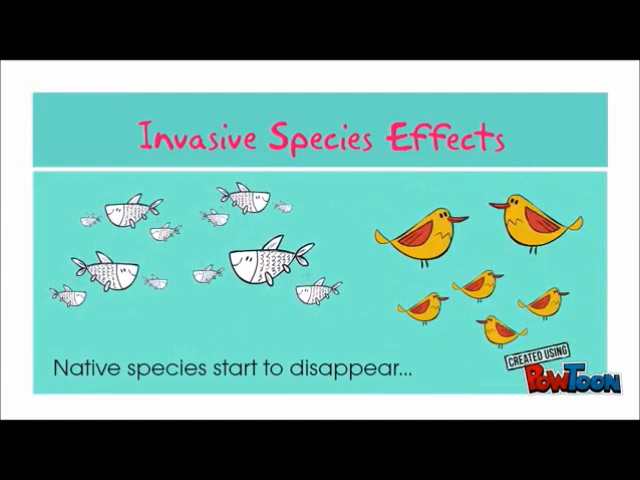 Invasive Species Effects
Native species start to disappear...
CREATED USING
POWTOON